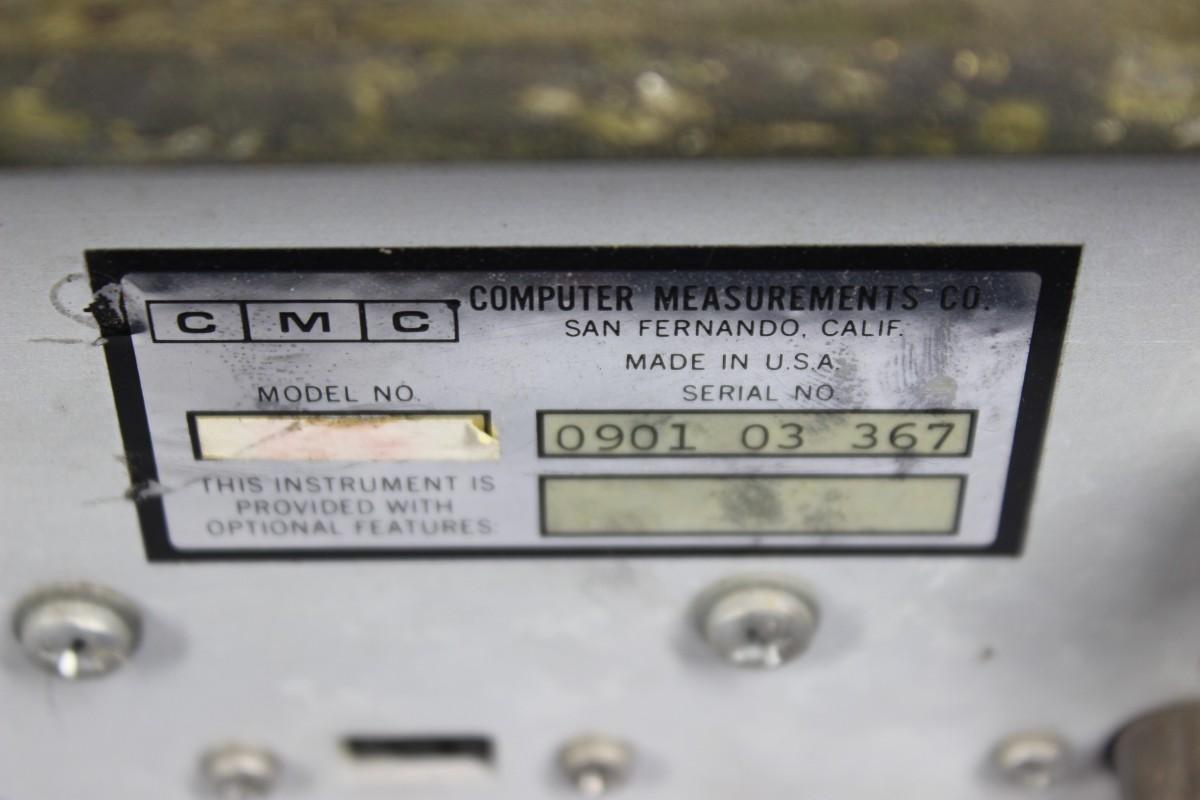 C M C
COMPUTER MEASUREMENTS CO.
SAN FERNANDO, CALIF.
MADE IN U.S.A.
MODEL NO.
SERIAL NO
0901 03 367
THIS INSTRUMENT IS
PROVIDED WITH
OPTIONAL FEATURES: